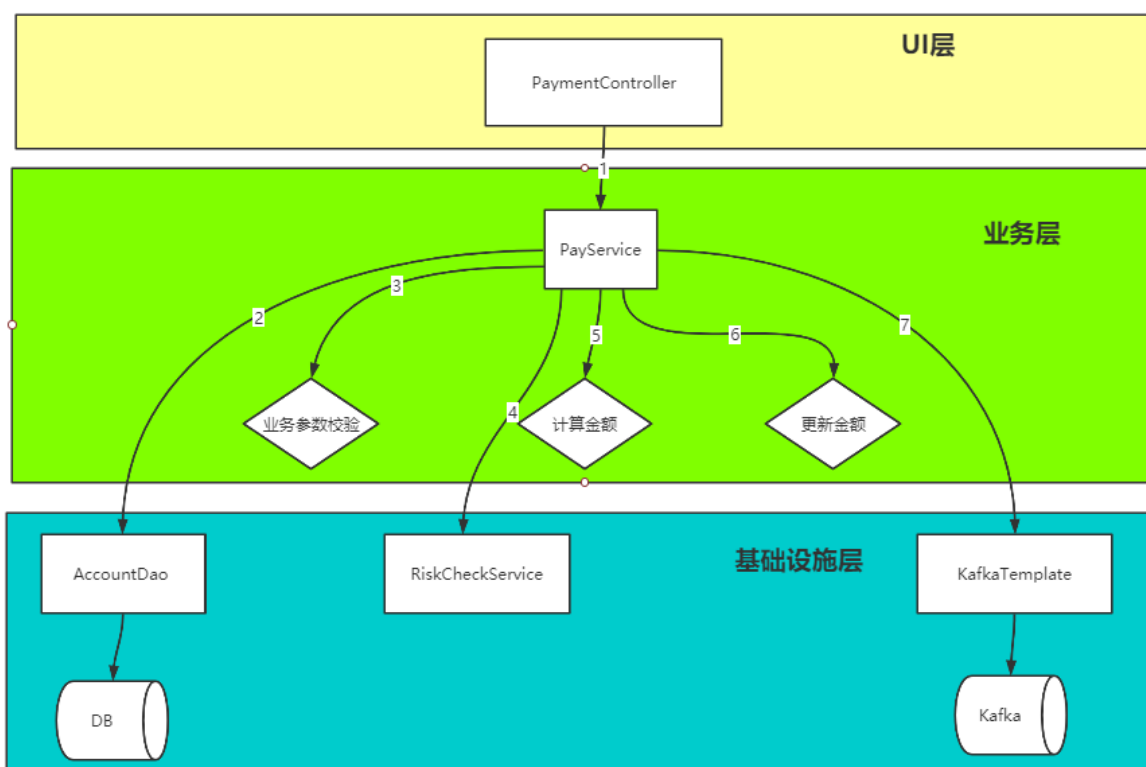 UI层
PaymentController
1
业务层
PayService
3
2
5
6
7
4
业务参数校验
计算金额
更新金额
基础设施层
AccountDao
RiskCheckService
KafkaTemplate
DB
Kafka